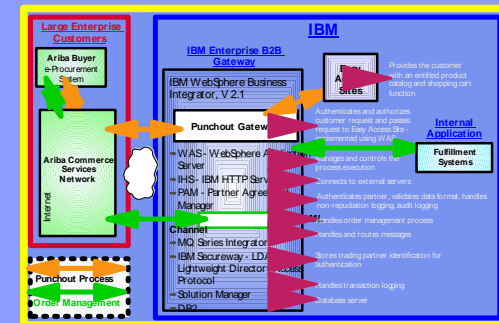 Large Enterprise
Customers
Ariba Buyer
e-Procurement
System
Ariba Commerce
Services
Network
Internet
Punchout Process
Order Management
IBM
IBM Enterprise B2B
Gateway
IBM WebSphere Business
Integrator, V 2.1
Punchout
WAS - WebSphere
Server
IHS- IBM HTTP
PAM - Partner
Manager
Channel
MQ Series Integrator
IBM Secureway -
Lightweight Directory
Protocol
Solution Manager
DB2
Sites
Provides the customer
with an entitled product
catalog and shopping cart
function
Authenticates and authorizes
customer request and passes
request to Easy Access Site -
implemented using WAS
Manages and controls the
process execution
Connects to external servers
Authenticates partner, validates data format, handles
non-repudiation logging, audit logging
Handles order management process
Handles and routes messages
Stores trading partner identification for
authentication
Handles transaction logging
Database server
Internal
Application
Fulfillment
Systems